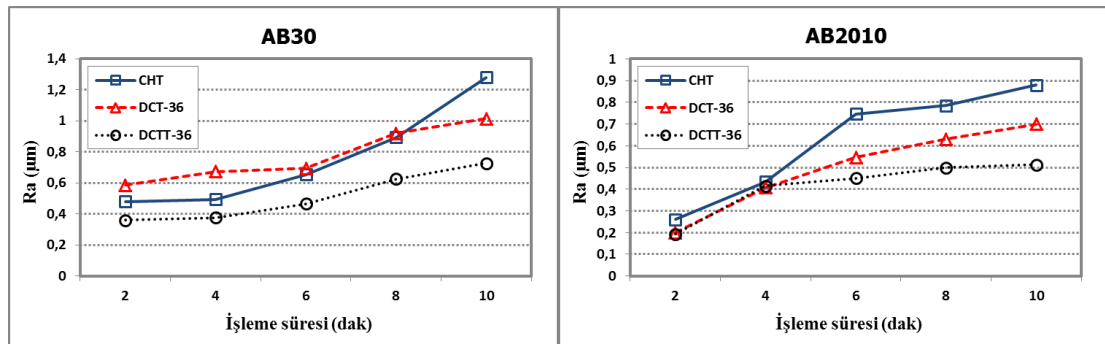 AB30
Ra (µm)
1,4
1,2
1
0,8
0,6
0,4
0,2
0
CHT
DCT-36
DCTT-36
2 4 6 8 10
İşleme süresi (dak)
AB2010
Ra (µm)
1
0,9
0,8
0,7
0,6
0,5
0,4
0,3
0,2
0,1
0
CHT
DCT-36
DCTT-36
2 4 6 8 10
İşleme süresi (dak)